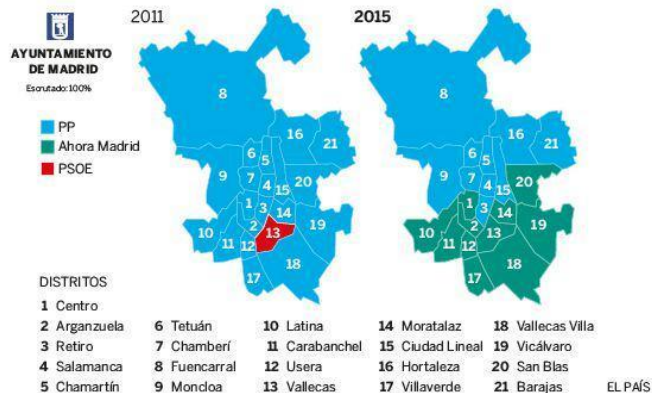 AYUNTAMIENTO
DE MADRID
Escrutado:100%
PP
Ahora Madrid
PSOE
2011
8
16
21
6
5
9
7
4
15
20
1
3
14
19
10
2
13
11
12
18
17
2015
8
16
21
6
5
20
9
7
4
15
1
3
14
19
10
2
13
11
12
18
17
DISTRITOS
1 Centro
2 Arganzuela
3 Retiro
4 Salamanca
5 Chamartín
6 Tetuán
7 Chamberí
8 Fuencarral
9 Moncloa
10 Latina
11 Carabanchel
12 Usera
13 Vallecas
14 Moratalaz
15 Ciudad Lineal
16 Hortaleza
17 Villaverde
18 Vallecas Villa
19 Vicálvaro
20 San Blas
21 Barajas
EL PAÍS